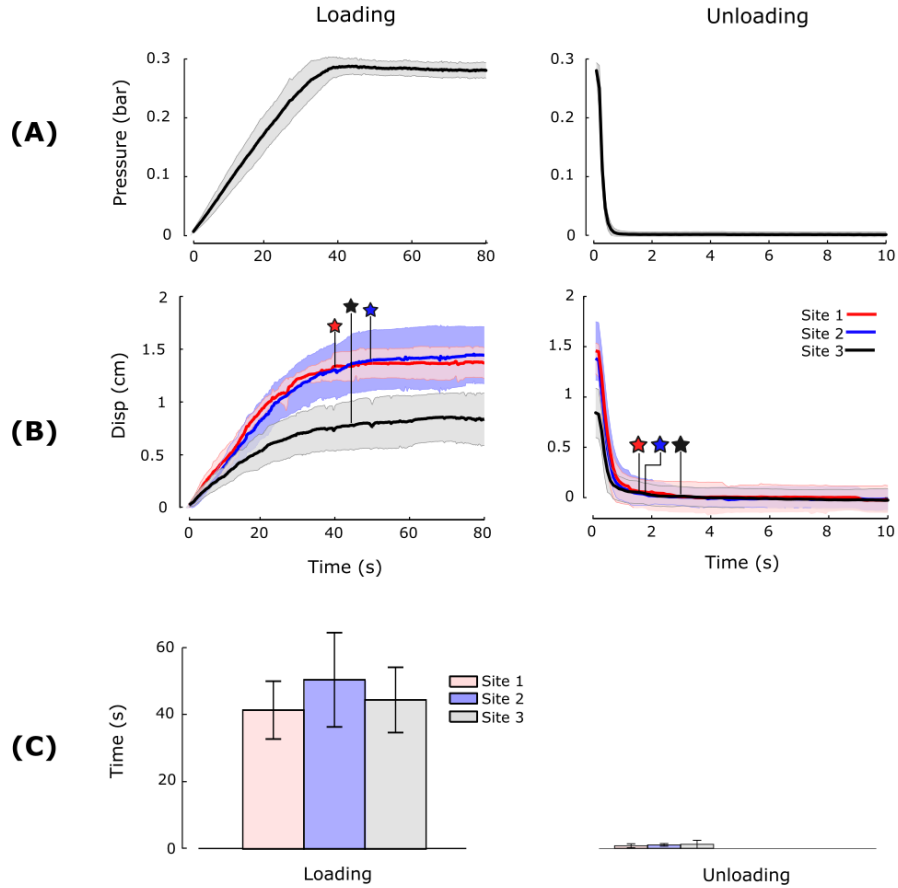 Loading
Unloading
(A)
Pressure (bar)
0.3
0.2
0.1
0
0 20 40 60 80
0.3
0.2
0.1
0
0 2 4 6 8 10
(B)
Disp (cm)
2
1.5
1
0.5
0
0 20 40 60 80
Time (s)
2
1.5
1
0.5
0
0 2 4 6 8 10
Time (s)
Site 1
Site 2
Site 3
(C)
Time (s)
60
40
20
0
Site 1
Site 2
Site 3
Loading
Unloading